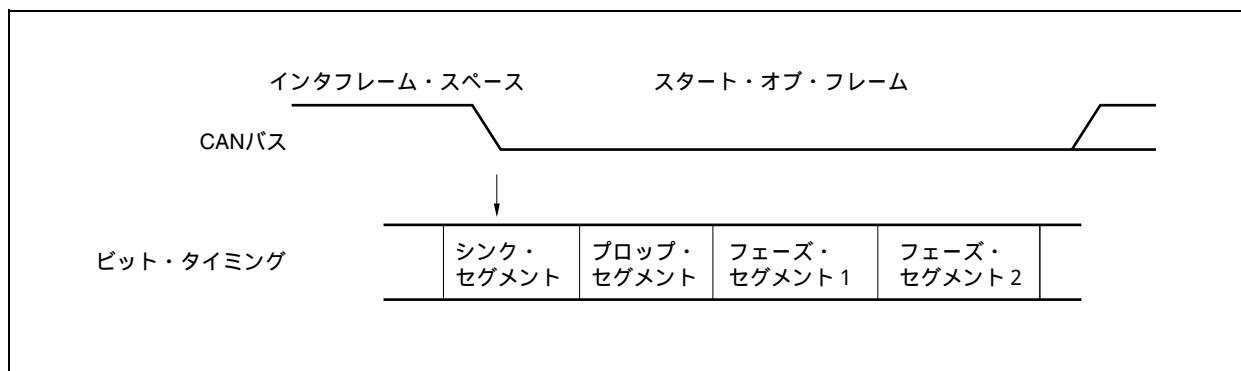 インタフレーム・スペース
スタート・オブ・フレーム
CANバス
ビット・タイミング
シンク・
セグメント
プロップ・
セグメント
フェーズ・
セグメント1
フェーズ・
セグメント2